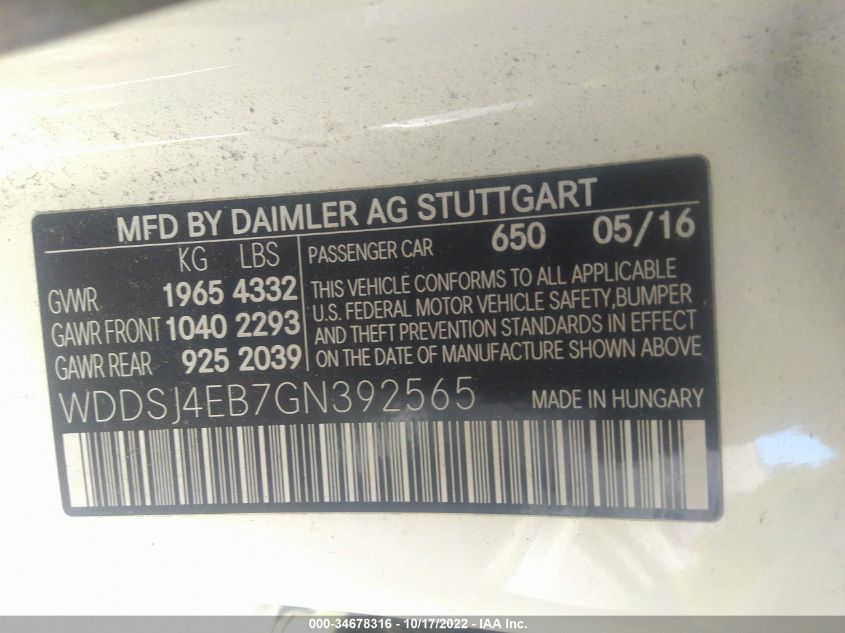 MFD BY DAIMLER AG STUTTGART
KG LBS
GVWR 1965 4332
GAWR FRONT 1040 2293
GAWR REAR 925 2039
PASSENGER CAR 650 05/16
THIS VEHICLE CONFORMS TO ALL APPLICABLE
U.S. FEDERAL MOTOR VEHICLE SAFETY, BUMPER
AND THEFT PREVENTION STANDARDS IN EFFECT
ON THE DATE OF MANUFACTURE SHOWN ABOVE
WDDSJ4EB7GN392565 MADE IN HUNGARY
000-34678316 - 10/17/2022 - IAA Inc.